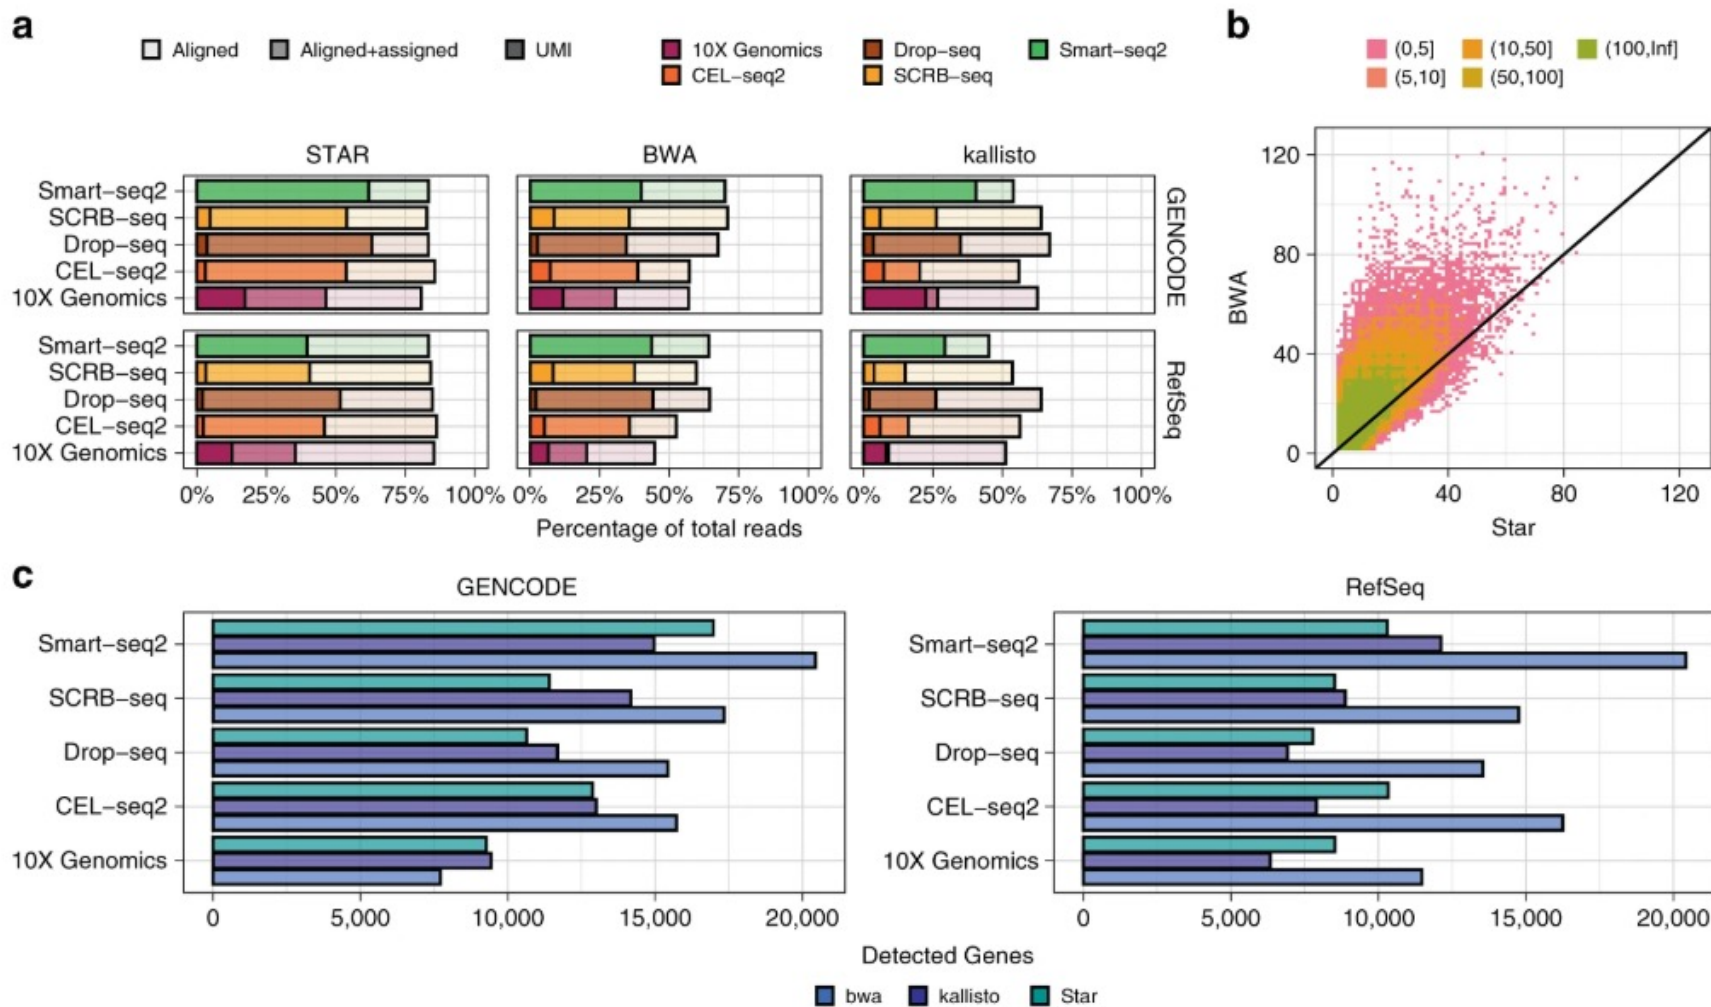 a
Aligned Aligned+assigned UMI 10X Genomics Drop-seq Smart-seq2
CEL-seq2 SCRB-seq
STAR BWA kallisto
Smart-seq2
SCRB-seq
Drop-seq
CEL-seq2
10X Genomics
GENCODE
Smart-seq2
SCRB-seq
Drop-seq
CEL-seq2
10X Genomics
RefSeq
0% 25% 50% 75% 100% 0% 25% 50% 75% 100% 0% 25% 50% 75% 100%
Percentage of total reads
b
(0,5] (10,50] (100,Inf]
(5,10] (50,100]
120
80
40
0
BWA
0 40 80 120
Star
c
GENCODE
Smart-seq2
SCRB-seq
Drop-seq
CEL-seq2
10X Genomics
0 5,000 10,000 15,000 20,000
RefSeq
Smart-seq2
SCRB-seq
Drop-seq
CEL-seq2
10X Genomics
0 5,000 10,000 15,000 20,000
Detected Genes
bwa kallisto Star